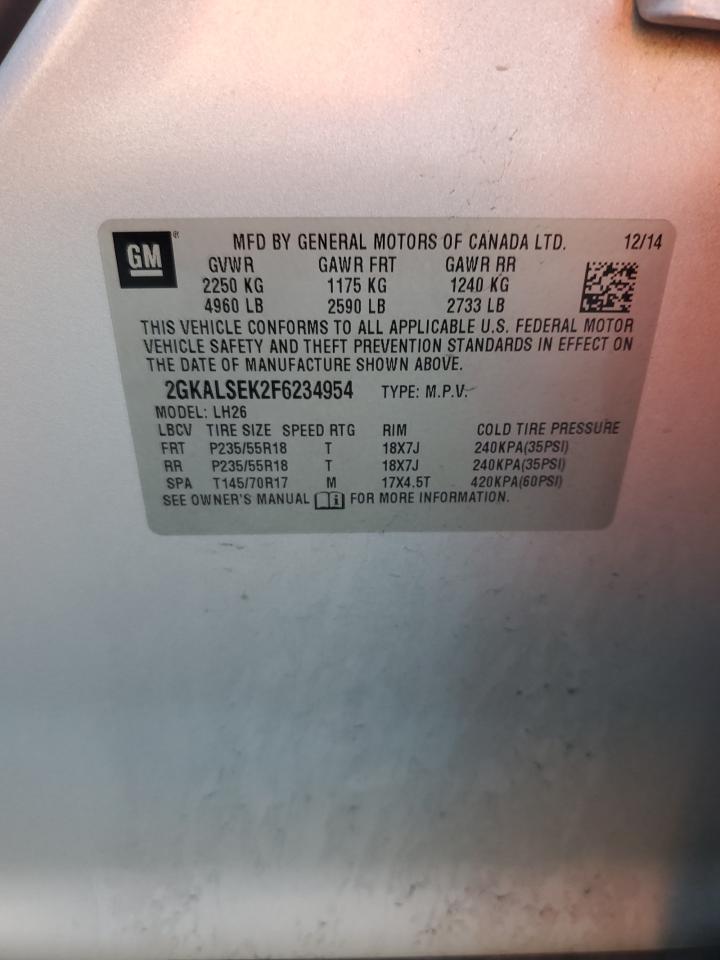 GM ® MFD BY GENERAL MOTORS OF CANADA LTD. 12/14
GVWR GAWR FRT GAWR RR
2250 KG 1175 KG 1240 KG
4960 LB 2590 LB 2733 LB
THIS VEHICLE CONFORMS TO ALL APPLICABLE U.S. FEDERAL MOTOR
VEHICLE SAFETY AND THEFT PREVENTION STANDARDS IN EFFECT ON
THE DATE OF MANUFACTURE SHOWN ABOVE.
2GKALSEK2F6234954 TYPE: M.P.V.
MODEL: LH26
LBCV TIRE SIZE SPEED RTG RIM COLD TIRE PRESSURE
FRT P235/55R18 T 18X7J 240KPA(35PSI)
RR P235/55R18 T 18X7J 240KPA(35PSI)
SPA T145/70R17 M 17X4.5T 420KPA(60PSI)
SEE OWNER'S MANUAL i FOR MORE INFORMATION.